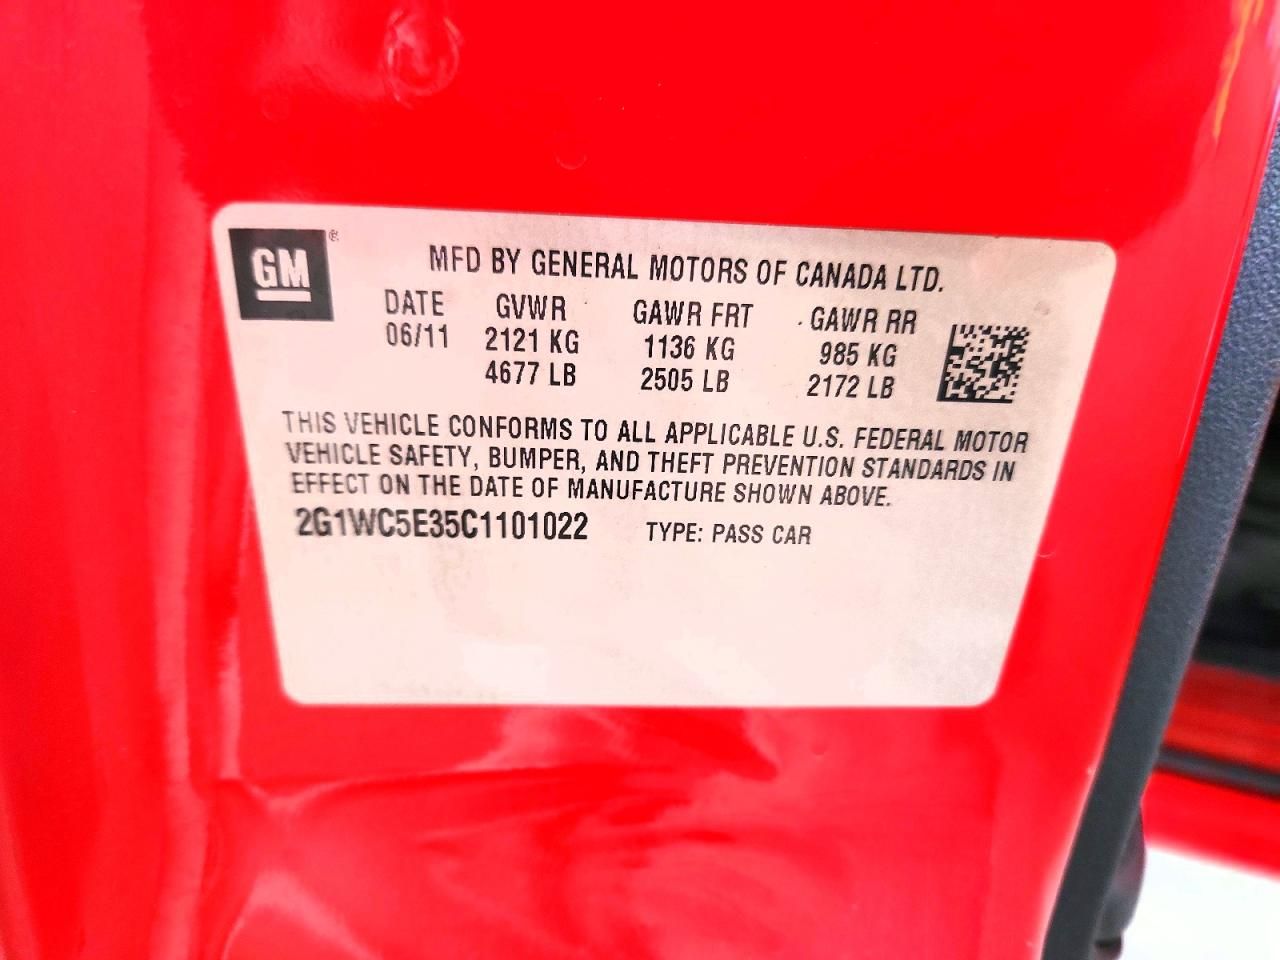 GM ®
MFD BY GENERAL MOTORS OF CANADA LTD.
DATE GVWR GAWR FRT GAWR RR
06/11 2121 KG 1136 KG 985 KG
4677 LB 2505 LB 2172 LB
THIS VEHICLE CONFORMS TO ALL APPLICABLE U.S. FEDERAL MOTOR
VEHICLE SAFETY, BUMPER, AND THEFT PREVENTION STANDARDS IN
EFFECT ON THE DATE OF MANUFACTURE SHOWN ABOVE.
2G1WC5E35C1101022 TYPE: PASS CAR